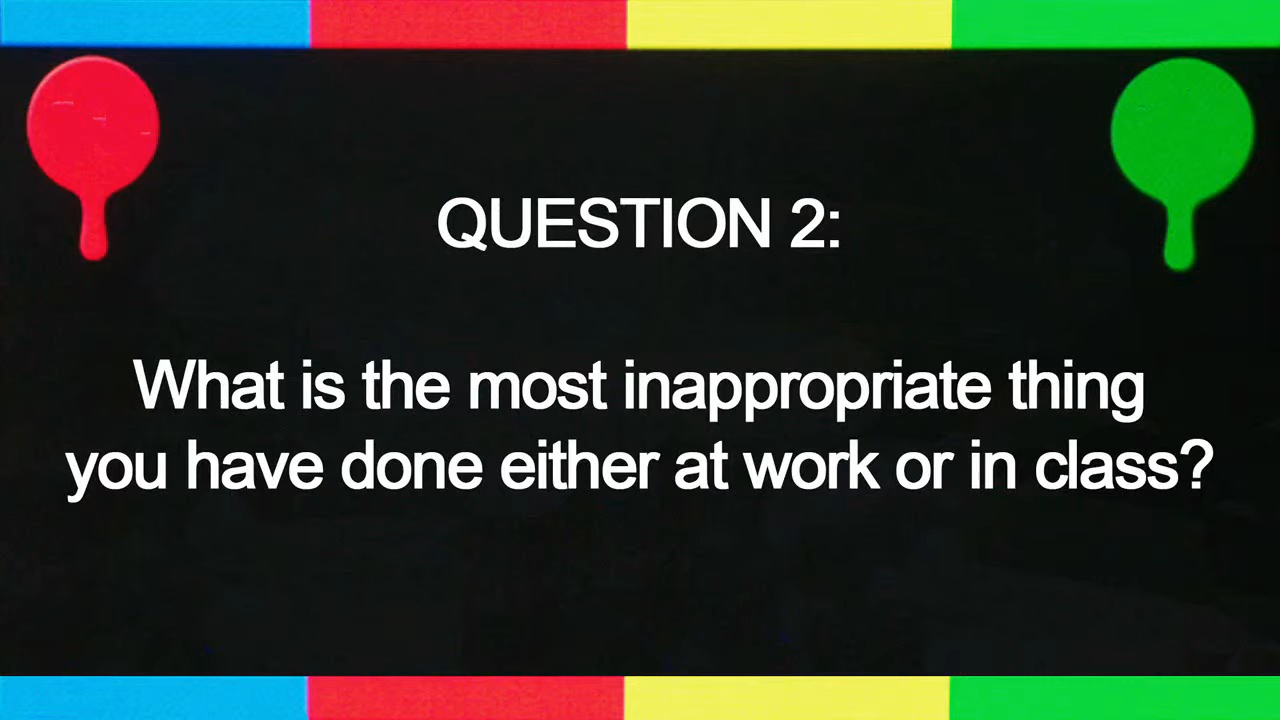 QUESTION 2:
What is the most inappropriate thing
you have done either at work or in class?